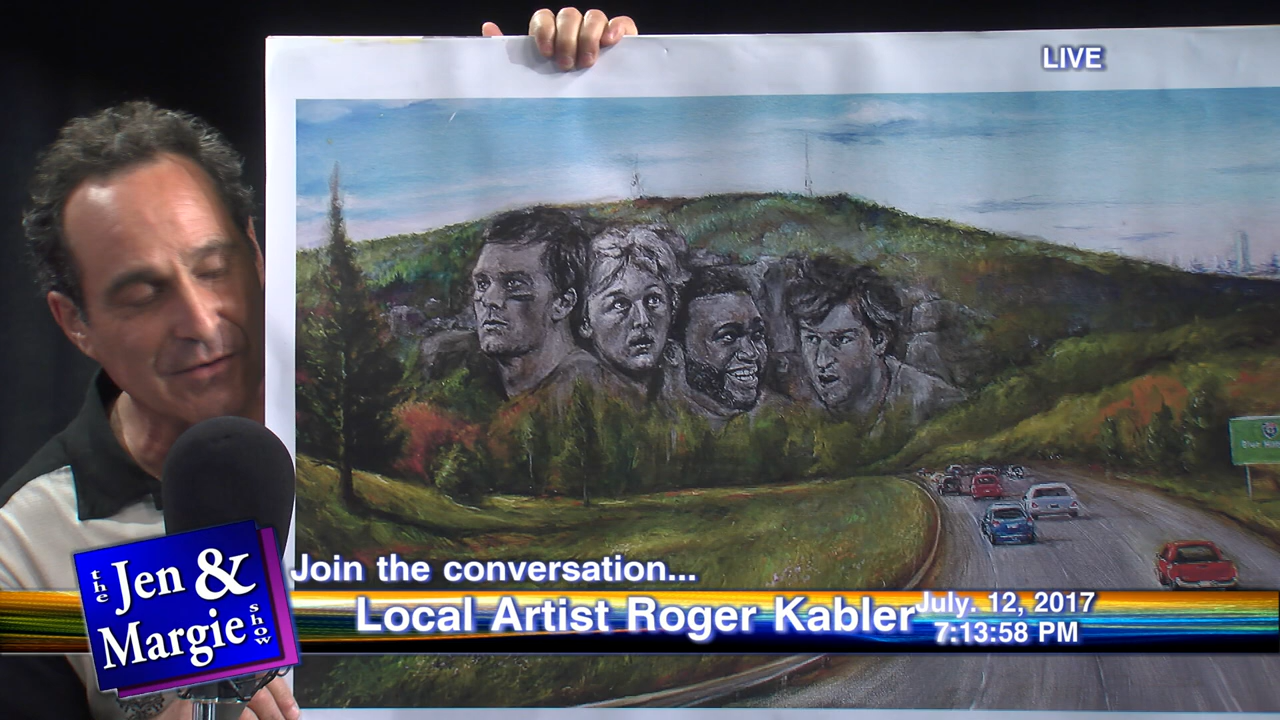 LIVE
the Jen & Margie show
Join the conversation...
Local Artist Roger Kabler
July. 12, 2017
7:13:58 PM